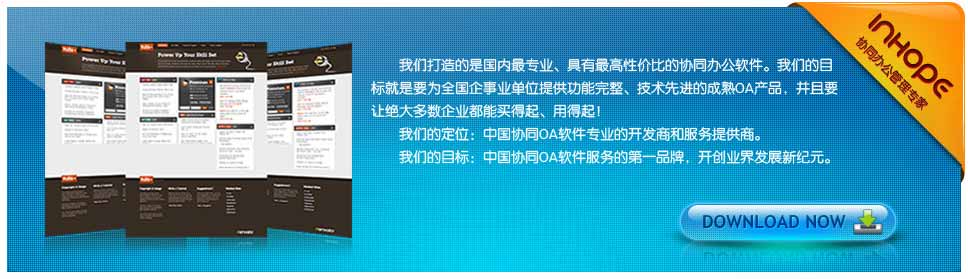 INHOPE
协同办公管理专家
我们打造的是国内最专业、具有最高性价比的协同办公软件。我们的目
标就是要为全国企事业单位提供功能完整、技术先进的成熟OA产品，并且要
让绝大多数企业都能买得起、用得起！
我们的定位：中国协同OA软件专业的开发商和服务提供商。
我们的目标：中国协同OA软件服务的第一品牌，开创业界发展新纪元。
Power Up Your Skill Set
DOWNLOAD NOW